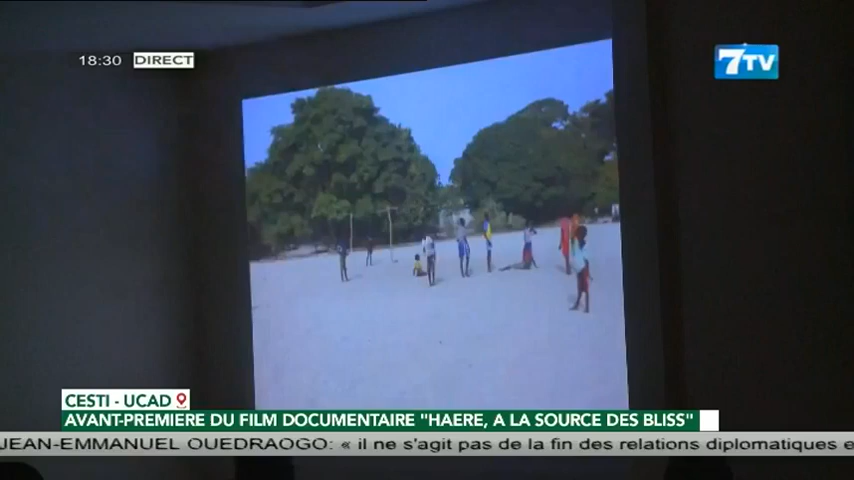 18:30 DIRECT
7TV
CESTI - UCAD
AVANT-PREMIERE DU FILM DOCUMENTAIRE "HAERE, A LA SOURCE DES BLISS"
JEAN-EMMANUEL OUEDRAOGO: « il ne s'agit pas de la fin des relations diplomatiques e